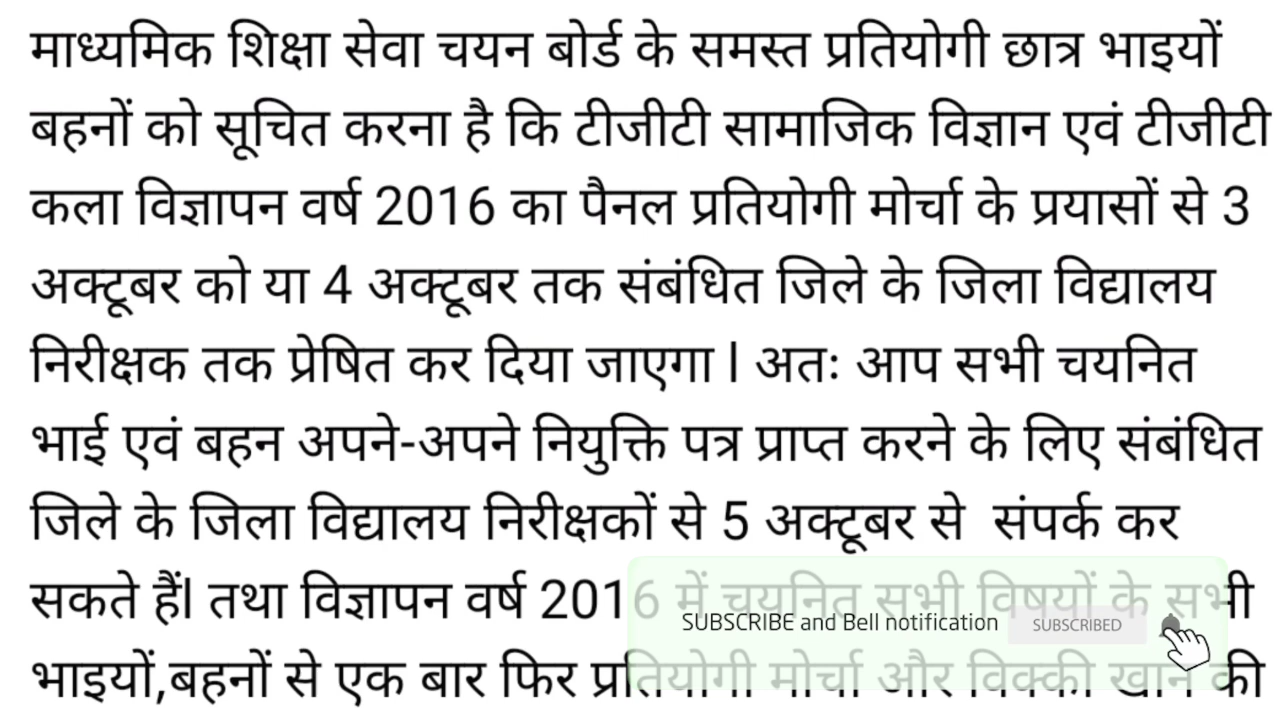 माध्यमिक शिक्षा सेवा चयन बोर्ड के समस्त प्रतियोगी छात्र भाइयों
बहनों को सूचित करना है कि टीजीटी सामाजिक विज्ञान एवं टीजीटी
कला विज्ञापन वर्ष 2016 का पैनल प्रतियोगी मोर्चा के प्रयासों से 3
अक्टूबर को या 4 अक्टूबर तक संबंधित जिले के जिला विद्यालय
निरीक्षक तक प्रेषित कर दिया जाएगा l अतः आप सभी चयनित
भाई एवं बहन अपने-अपने नियुक्ति पत्र प्राप्त करने के लिए संबंधित
जिले के जिला विद्यालय निरीक्षकों से 5 अक्टूबर से संपर्क कर
सकते हैंl तथा विज्ञापन वर्ष 2016 में चयनित सभी विषयों के सभी
SUBSCRIBE and Bell notification SUBSCRIBED
भाइयों,बहनों से एक बार फिर प्रतियोगी मोर्चा और विक्की खान की